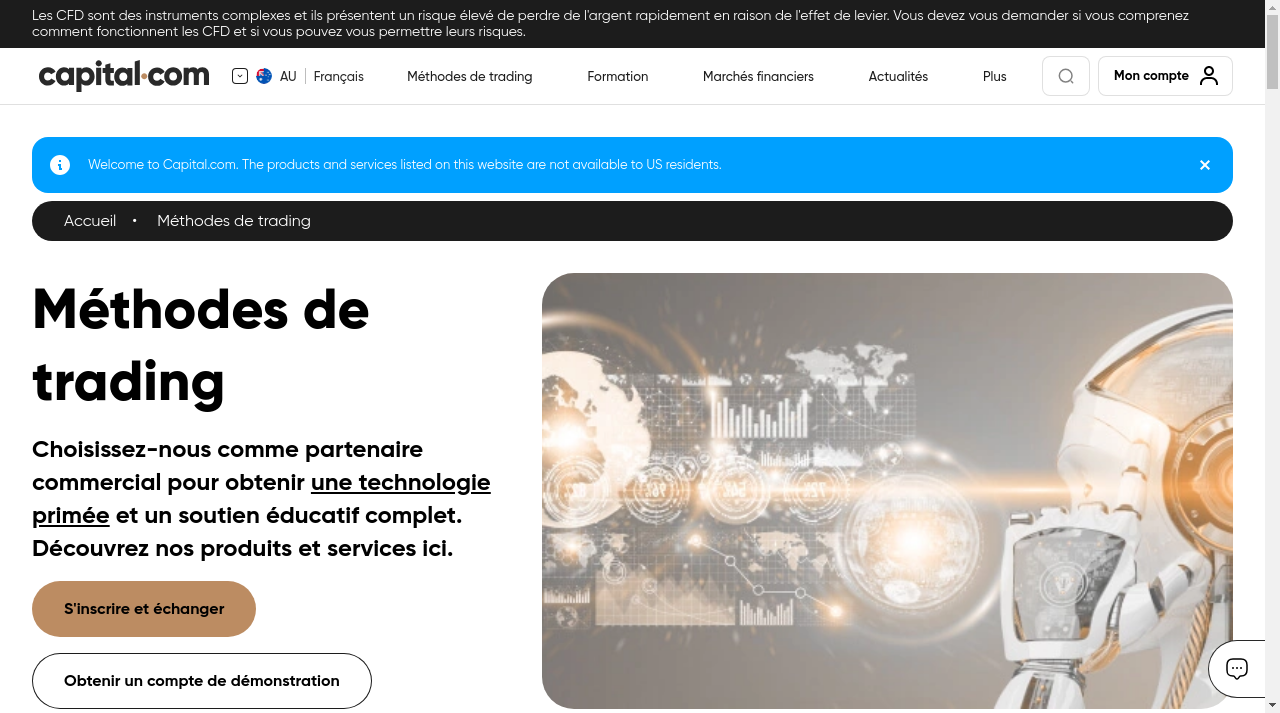 Les CFD sont des instruments complexes et ils présentent un risque élevé de perdre de l'argent rapidement en raison de l'effet de levier. Vous devez vous demander si vous comprenez
comment fonctionnent les CFD et si vous pouvez vous permettre leurs risques.
capital.com AU Français Méthodes de trading Formation Marchés financiers Actualités Plus Mon compte
Welcome to Capital.com. The products and services listed on this website are not available to US residents.
Accueil • Méthodes de trading
Méthodes de
trading
Choisissez-nous comme partenaire
commercial pour obtenir une technologie
primée et un soutien éducatif complet.
Découvrez nos produits et services ici.
S'inscrire et échanger
Obtenir un compte de démonstration